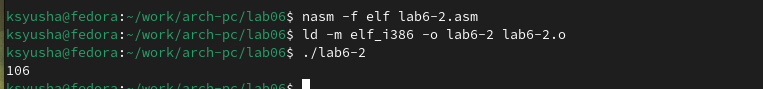 ksyusha@fedora:~/work/arch-pc/lab06$ nasm -f elf lab6-2.asm
ksyusha@fedora:~/work/arch-pc/lab06$ ld -m elf_i386 -o lab6-2 lab6-2.o
ksyusha@fedora:~/work/arch-pc/lab06$ ./lab6-2
106
ksyusha@fedora:~/work/arch-pc/lab06$